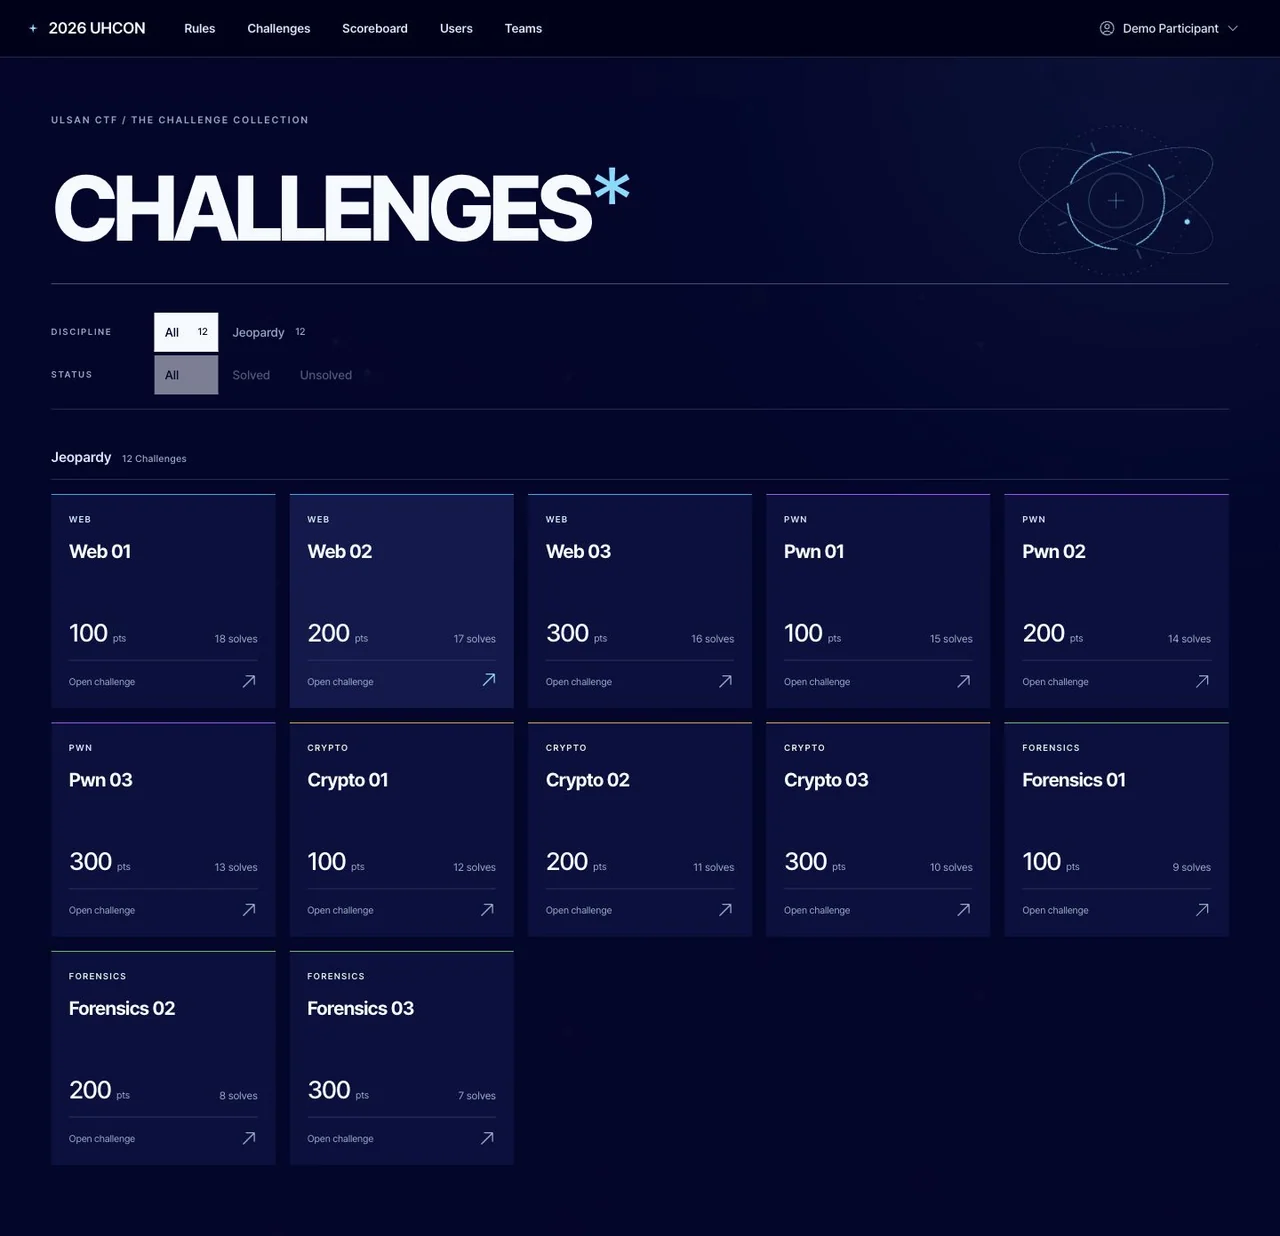 2026 UHCON Rules Challenges Scoreboard Users Teams Demo Participant
ULSAN CTF / THE CHALLENGE COLLECTION
CHALLENGES*
DISCIPLINE All 12 Jeopardy 12
STATUS All Solved Unsolved
Jeopardy 12 Challenges
WEB
Web 01
100 pts 18 solves
Open challenge
WEB
Web 02
200 pts 17 solves
Open challenge
WEB
Web 03
300 pts 16 solves
Open challenge
PWN
Pwn 01
100 pts 15 solves
Open challenge
PWN
Pwn 02
200 pts 14 solves
Open challenge
PWN
Pwn 03
300 pts 13 solves
Open challenge
CRYPTO
Crypto 01
100 pts 12 solves
Open challenge
CRYPTO
Crypto 02
200 pts 11 solves
Open challenge
CRYPTO
Crypto 03
300 pts 10 solves
Open challenge
FORENSICS
Forensics 01
100 pts 9 solves
Open challenge
FORENSICS
Forensics 02
200 pts 8 solves
Open challenge
FORENSICS
Forensics 03
300 pts 7 solves
Open challenge